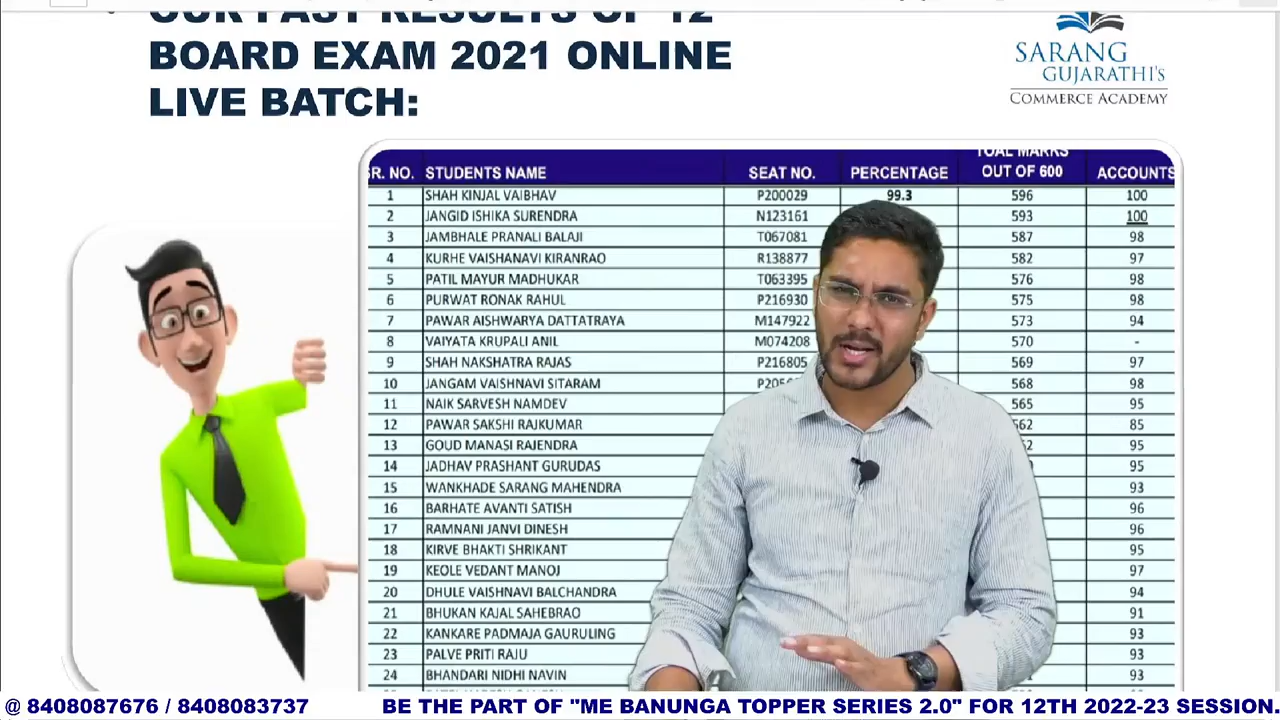 OUR PAST RESULTS OF 12
BOARD EXAM 2021 ONLINE
LIVE BATCH:
SARANG
GUJARATHI's
COMMERCE ACADEMY
SR. NO. STUDENTS NAME SEAT NO. PERCENTAGE TOAL MARKS OUT OF 600 ACCOUNTS
1 SHAH KINJAL VAIBHAV P200029 99.3 596 100
2 JANGID ISHIKA SURENDRA N123161 593 100
3 JAMBHALE PRANALI BALAJI T067081 587 98
4 KURHE VAISHANAVI KIRANRAO R138877 582 97
5 PATIL MAYUR MADHUKAR T063395 576 98
6 PURWAT RONAK RAHUL P216930 575 98
7 PAWAR AISHWARYA DATTATRAYA M147922 573 94
8 VAIYATA KRUPALI ANIL M074208 570 -
9 SHAH NAKSHATRA RAJAS P216805 569 97
10 JANGAM VAISHNAVI SITARAM 568 98
11 NAIK SARVESH NAMDEV 565 95
12 PAWAR SAKSHI RAJKUMAR 562 85
13 GOUD MANASI RAJENDRA 95
14 JADHAV PRASHANT GURUDAS 95
15 WANKHADE SARANG MAHENDRA 93
16 BARHATE AVANTI SATISH 96
17 RAMNANI JANVI DINESH 96
18 KIRVE BHAKTI SHRIKANT 95
19 KEOLE VEDANT MANOJ 97
20 DHULE VAISHNAVI BALCHANDRA 94
21 BHUKAN KAJAL SAHEBRAO 91
22 KANKARE PADMAJA GAURULING 93
23 PALVE PRITI RAJU 93
24 BHANDARI NIDHI NAVIN 93
@ 8408087676 / 8408083737 BE THE PART OF "ME BANUNGA TOPPER SERIES 2.0" FOR 12TH 2022-23 SESSION.